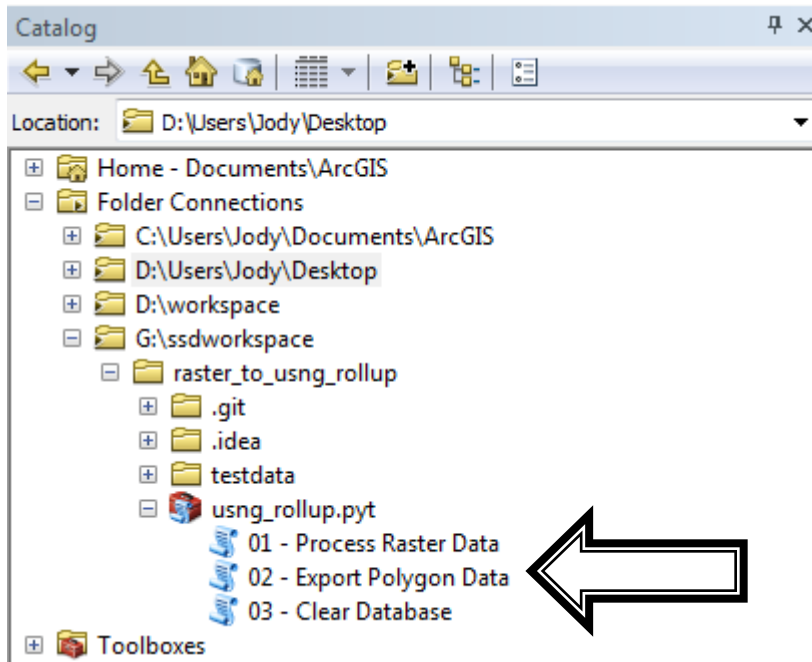 Catalog
Location: D:\Users\Jody\Desktop
Home - Documents\ArcGIS
Folder Connections
C:\Users\Jody\Documents\ArcGIS
D:\Users\Jody\Desktop
D:\workspace
G:\ssdworkspace
raster_to_usng_rollup
.git
.idea
testdata
usng_rollup.pyt
01 - Process Raster Data
02 - Export Polygon Data
03 - Clear Database
Toolboxes